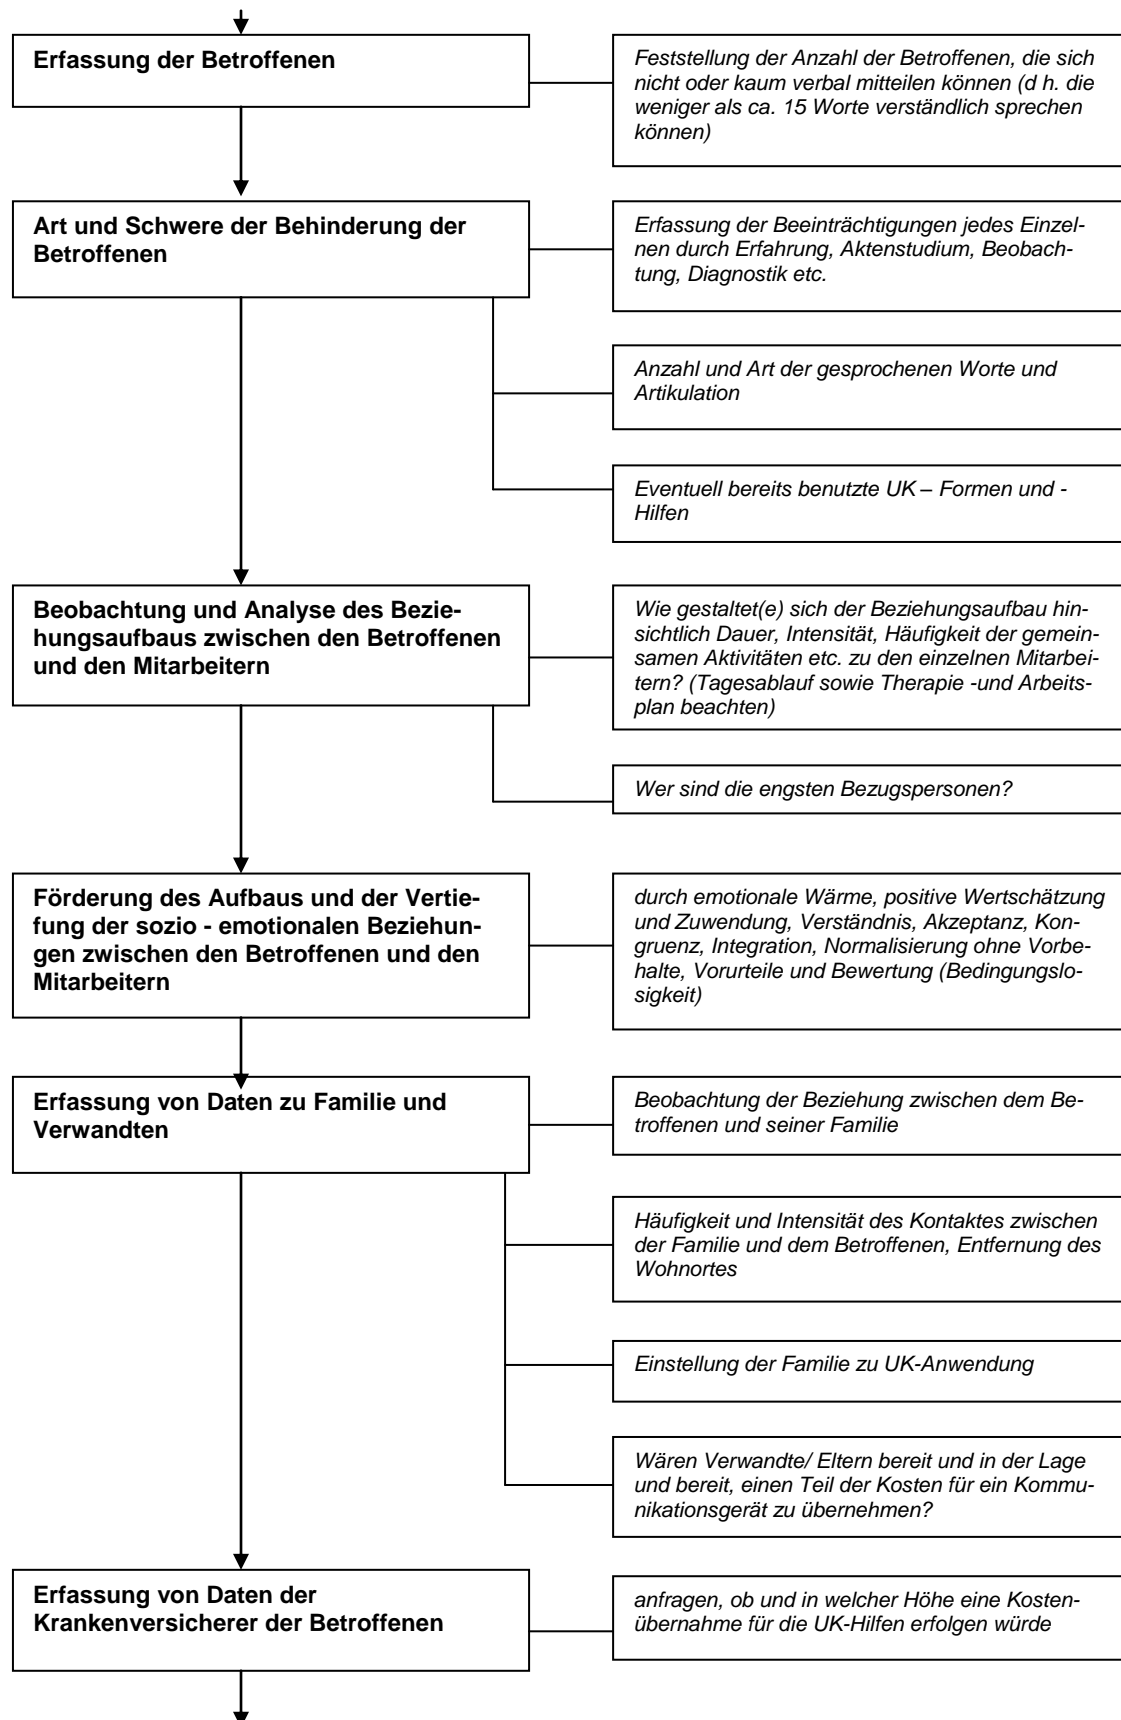 Erfassung der Betroffenen
Feststellung der Anzahl der Betroffenen, die sich
nicht oder kaum verbal mitteilen können (d h. die
weniger als ca. 15 Worte verständlich sprechen
können)
Art und Schwere der Behinderung der
Betroffenen
Erfassung der Beeinträchtigungen jedes Einzel-
nen durch Erfahrung, Aktenstudium, Beobach-
tung, Diagnostik etc.
Anzahl und Art der gesprochenen Worte und
Artikulation
Eventuell bereits benutzte UK – Formen und -
Hilfen
Beobachtung und Analyse des Bezie-
hungsaufbaus zwischen den Betroffenen
und den Mitarbeitern
Wie gestaltet(e) sich der Beziehungsaufbau hin-
sichtlich Dauer, Intensität, Häufigkeit der gemein-
samen Aktivitäten etc. zu den einzelnen Mitarbei-
tern? (Tagesablauf sowie Therapie -und Arbeits-
plan beachten)
Wer sind die engsten Bezugspersonen?
Förderung des Aufbaus und der Vertie-
fung der sozio - emotionalen Beziehun-
gen zwischen den Betroffenen und den
Mitarbeitern
durch emotionale Wärme, positive Wertschätzung
und Zuwendung, Verständnis, Akzeptanz, Kon-
gruenz, Integration, Normalisierung ohne Vorbe-
halte, Vorurteile und Bewertung (Bedingungslo-
sigkeit)
Erfassung von Daten zu Familie und
Verwandten
Beobachtung der Beziehung zwischen dem Be-
troffenen und seiner Familie
Häufigkeit und Intensität des Kontaktes zwischen
der Familie und dem Betroffenen, Entfernung des
Wohnortes
Einstellung der Familie zu UK-Anwendung
Wären Verwandte/ Eltern bereit und in der Lage
und bereit, einen Teil der Kosten für ein Kommu-
nikationsgerät zu übernehmen?
Erfassung von Daten der
Krankenversicherer der Betroffenen
anfragen, ob und in welcher Höhe eine Kosten-
übernahme für die UK-Hilfen erfolgen würde